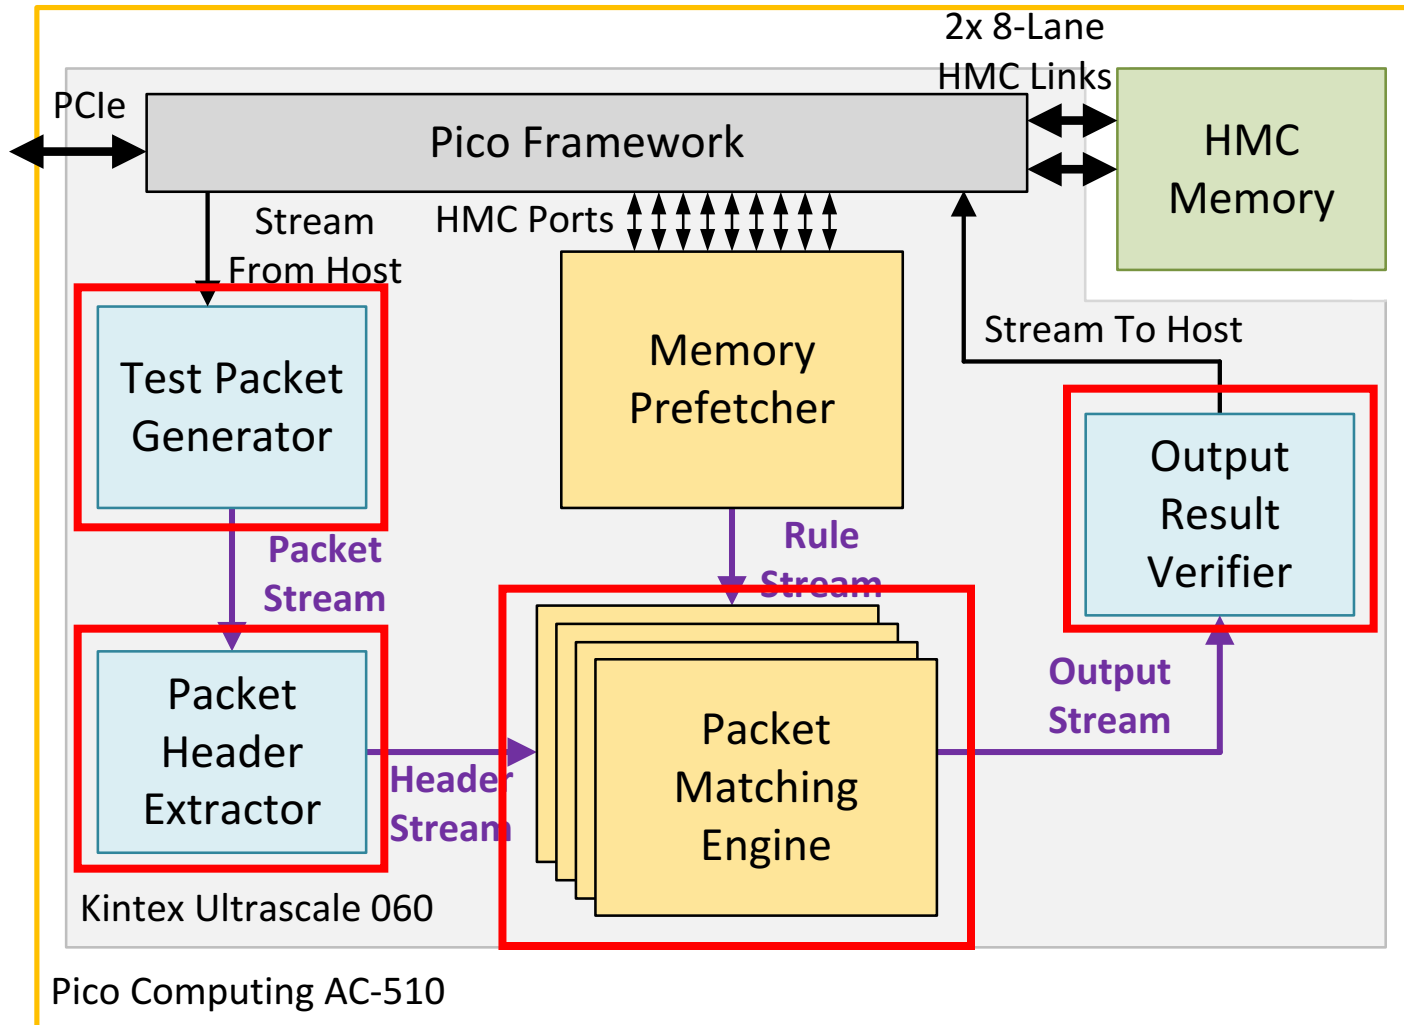 2x 8-Lane
HMC Links
PCIe
Pico Framework
HMC
Memory
Stream
From Host
HMC Ports
Test Packet
Generator
Memory
Prefetcher
Stream To Host
Output
Result
Verifier
Packet
Stream
Rule
Stream
Packet
Header
Extractor
Header
Stream
Packet
Matching
Engine
Output
Stream
Kintex Ultrascale 060
Pico Computing AC-510